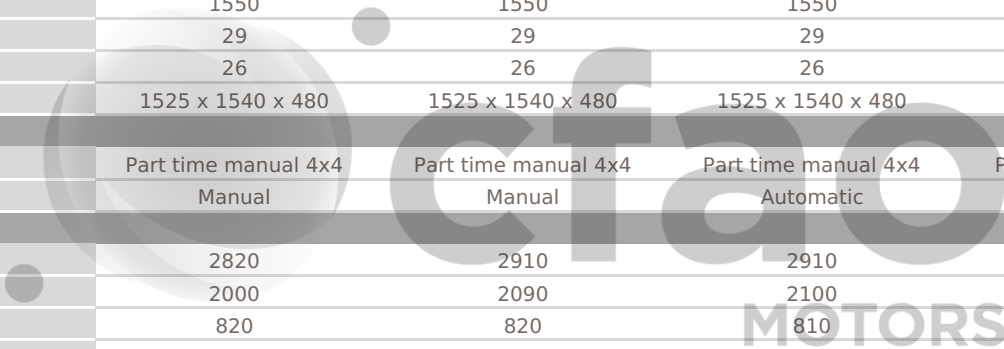 1550 1550 1550
29 29 29
26 26 26
1525 x 1540 x 480 1525 x 1540 x 480 1525 x 1540 x 480
Part time manual 4x4 Part time manual 4x4 Part time manual 4x4 P
Manual Manual Automatic
2820 2910 2910
2000 2090 2100
820 820 810
cfao
MOTORS